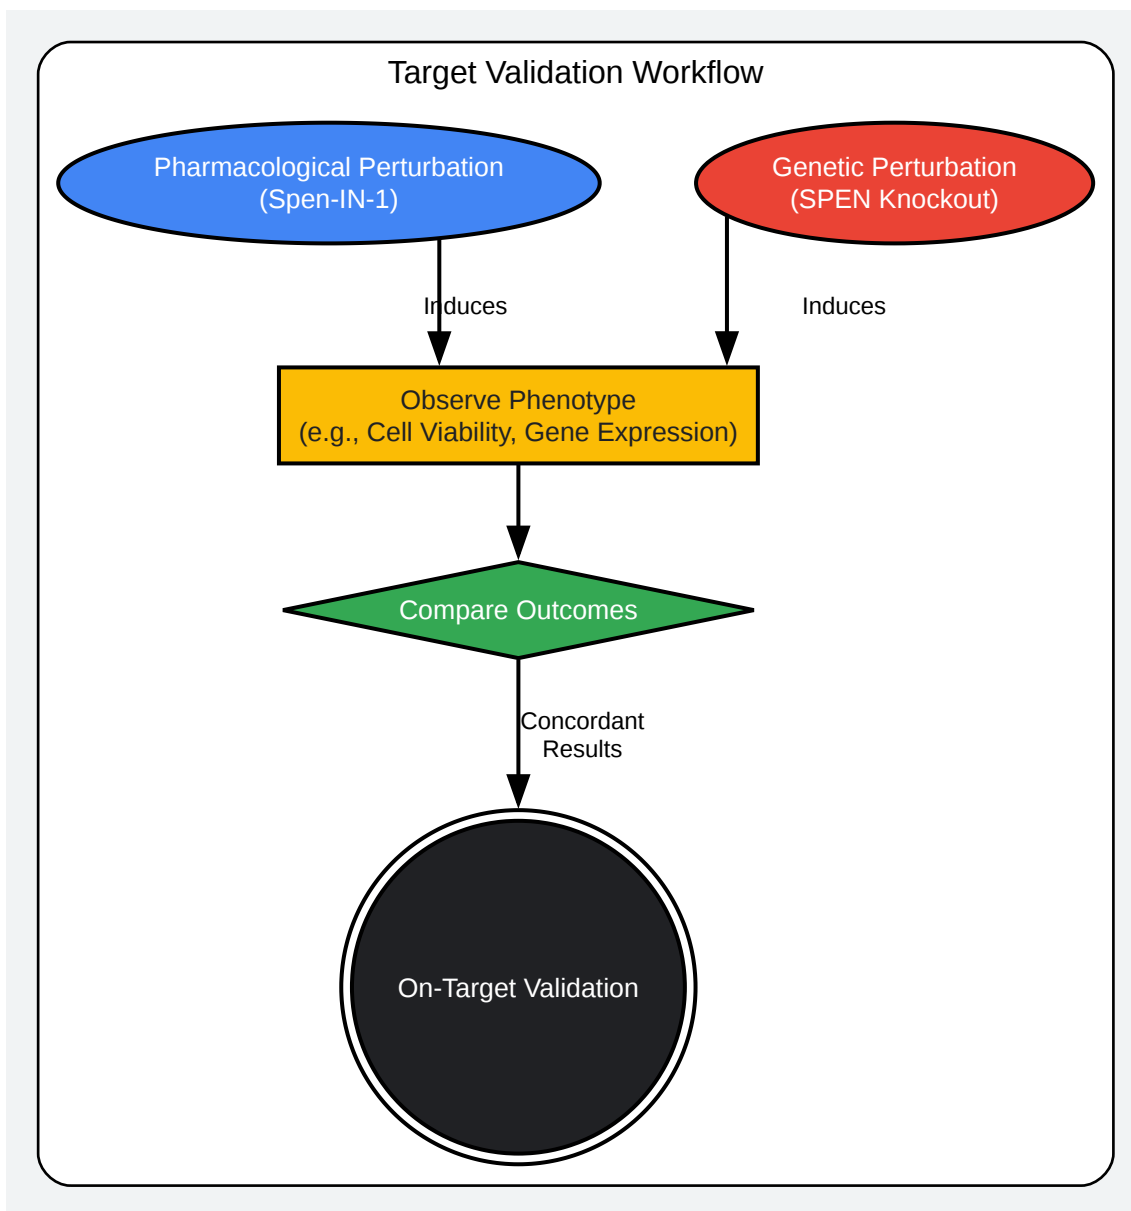 Target Validation Workflow
Pharmacological Perturbation
(Spen-IN-1)
Genetic Perturbation
(SPEN Knockout)
Induces
Induces
Observe Phenotype
(e.g., Cell Viability, Gene Expression)
Compare Outcomes
Concordant
Results
On-Target Validation